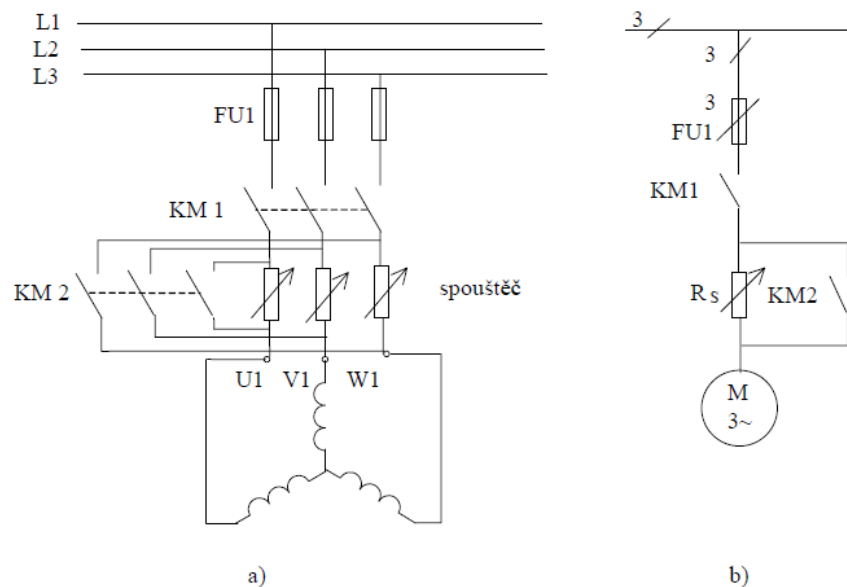 L1
L2
L3
FU1
KM 1
KM 2
spouštěč
U1 V1 W1
a)
3
3
3
FU1
KM1
R s KM2
M
3~
b)